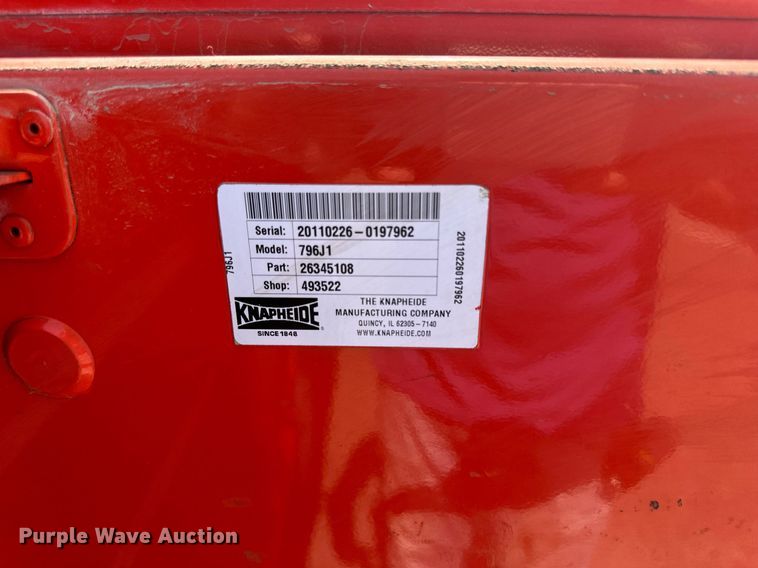 Serial: 20110226-0197962
Model: 796J1
Part: 26345108
Shop: 493522
796J1
201102260197962
KNAPHEIDE
SINCE 1848
THE KNAPHEIDE
MANUFACTURING COMPANY
QUINCY, IL 62305-7140
WWW.KNAPHEIDE.COM
Purple Wave Auction